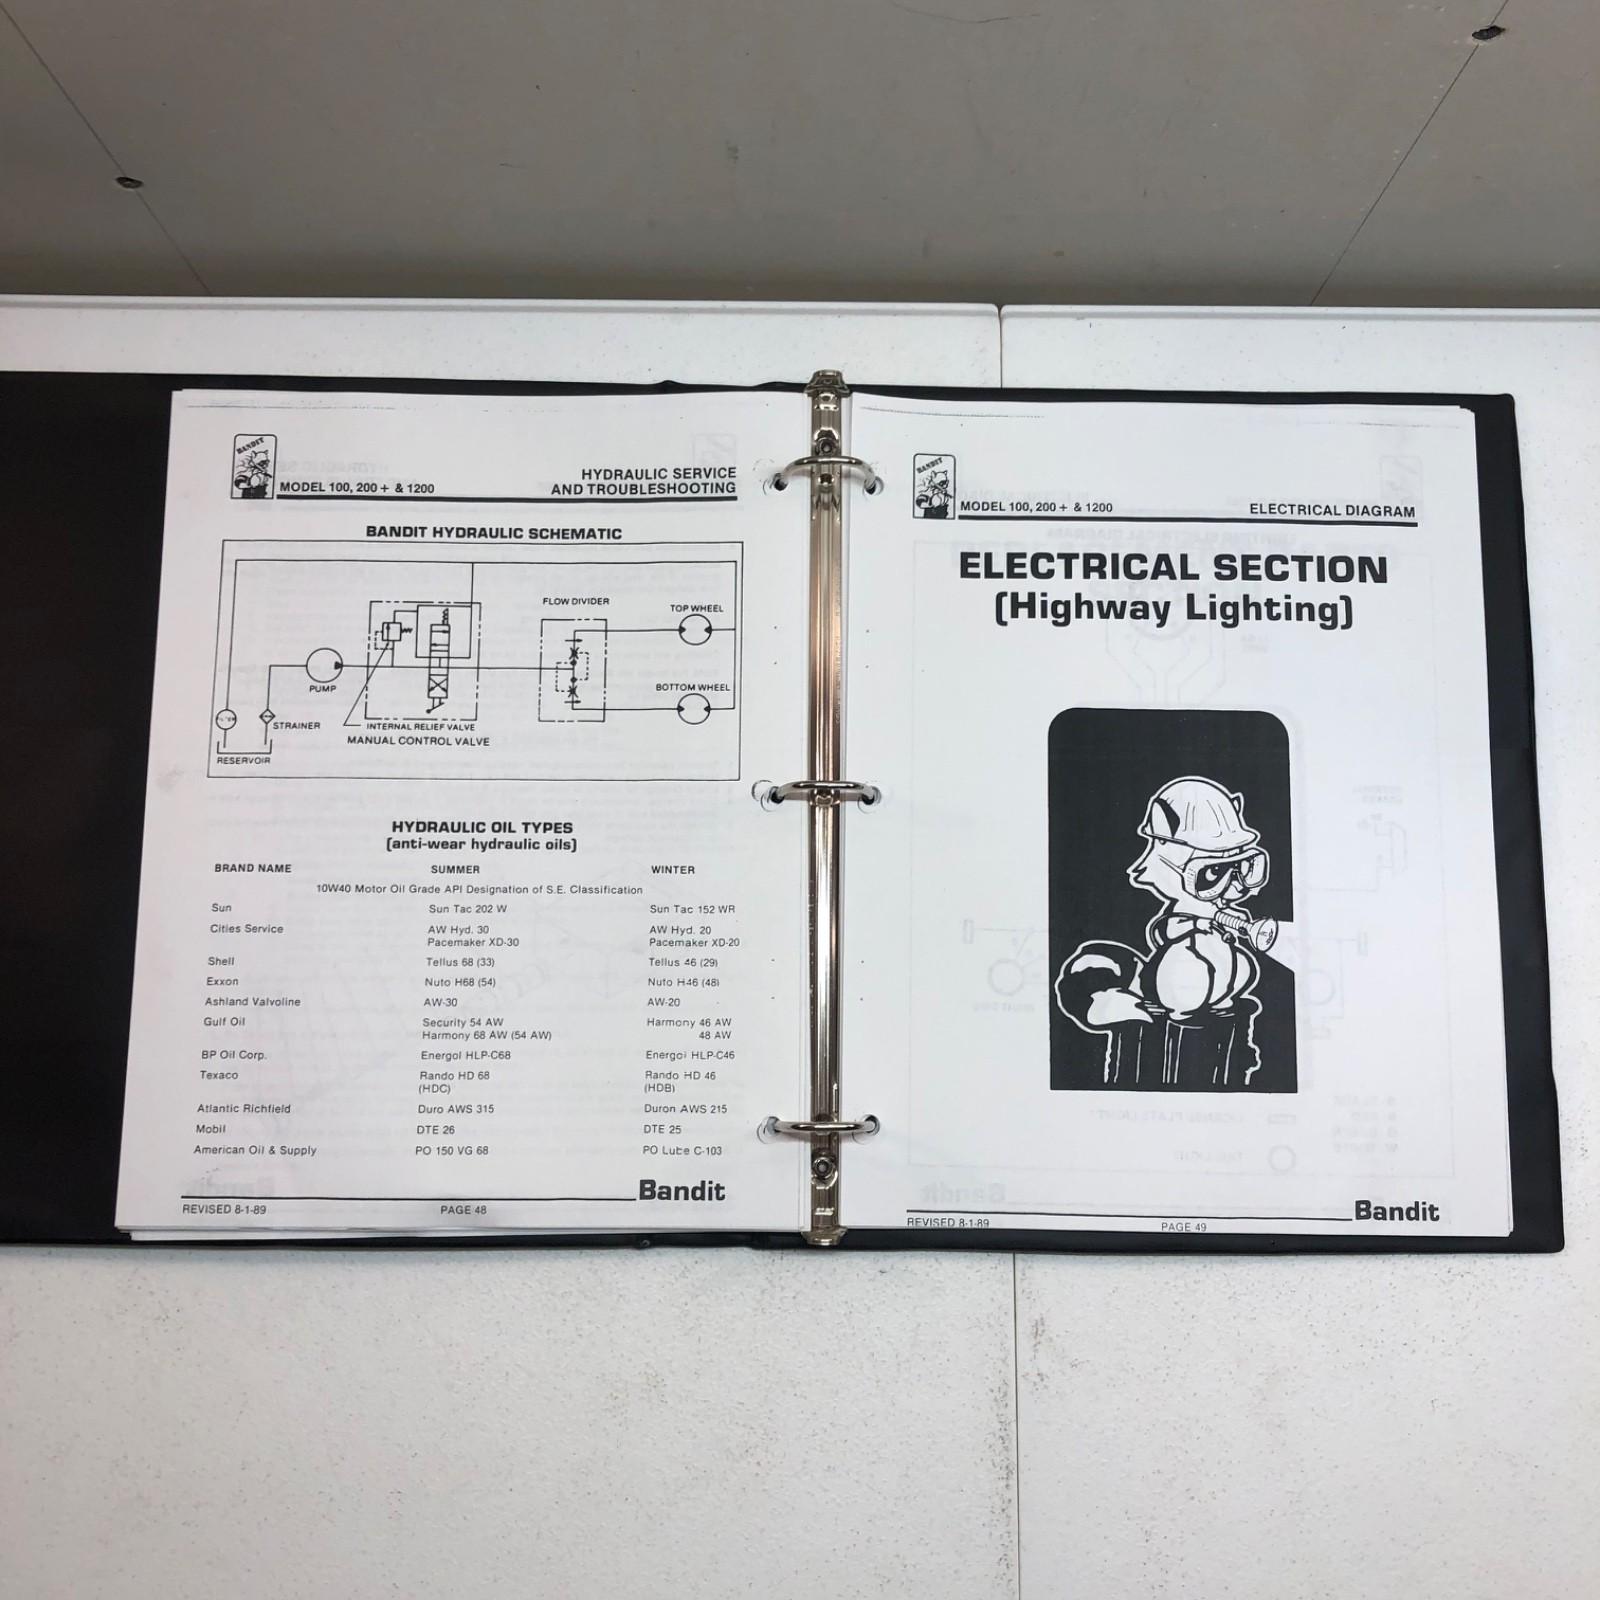 BANDIT
MODEL 100, 200 + & 1200
HYDRAULIC SERVICE
AND TROUBLESHOOTING
BANDIT HYDRAULIC SCHEMATIC
FLOW DIVIDER
TOP WHEEL
PUMP
BOTTOM WHEEL
STRAINER
INTERNAL RELIEF VALVE
MANUAL CONTROL VALVE
RESERVOIR
HYDRAULIC OIL TYPES
(anti-wear hydraulic oils)
BRAND NAME SUMMER WINTER
10W40 Motor Oil Grade API Designation of S.E. Classification
Sun Sun Tac 202 W Sun Tac 152 WR
Cities Service AW Hyd. 30 AW Hyd. 20
Pacemaker XD-30 Pacemaker XD-20
Shell Tellus 68 (33) Tellus 46 (29)
Exxon Nuto H68 (54) Nuto H46 (48)
Ashland Valvoline AW-30 AW-20
Gulf Oil Security 54 AW Harmony 46 AW
Harmony 68 AW (54 AW) 48 AW
BP Oil Corp. Energol HLP-C68 Energol HLP-C46
Texaco Rando HD 68 Rando HD 46
(HDC) (HDB)
Atlantic Richfield Duro AWS 315 Duron AWS 215
Mobil DTE 26 DTE 25
American Oil & Supply PO 150 VG 68 PO Lube C-103
Bandit
REVISED 8-1-89 PAGE 48
BANDIT
MODEL 100, 200 + & 1200 ELECTRICAL DIAGRAM
ELECTRICAL SECTION
(Highway Lighting)
Bandit
REVISED 8-1-89 PAGE 49